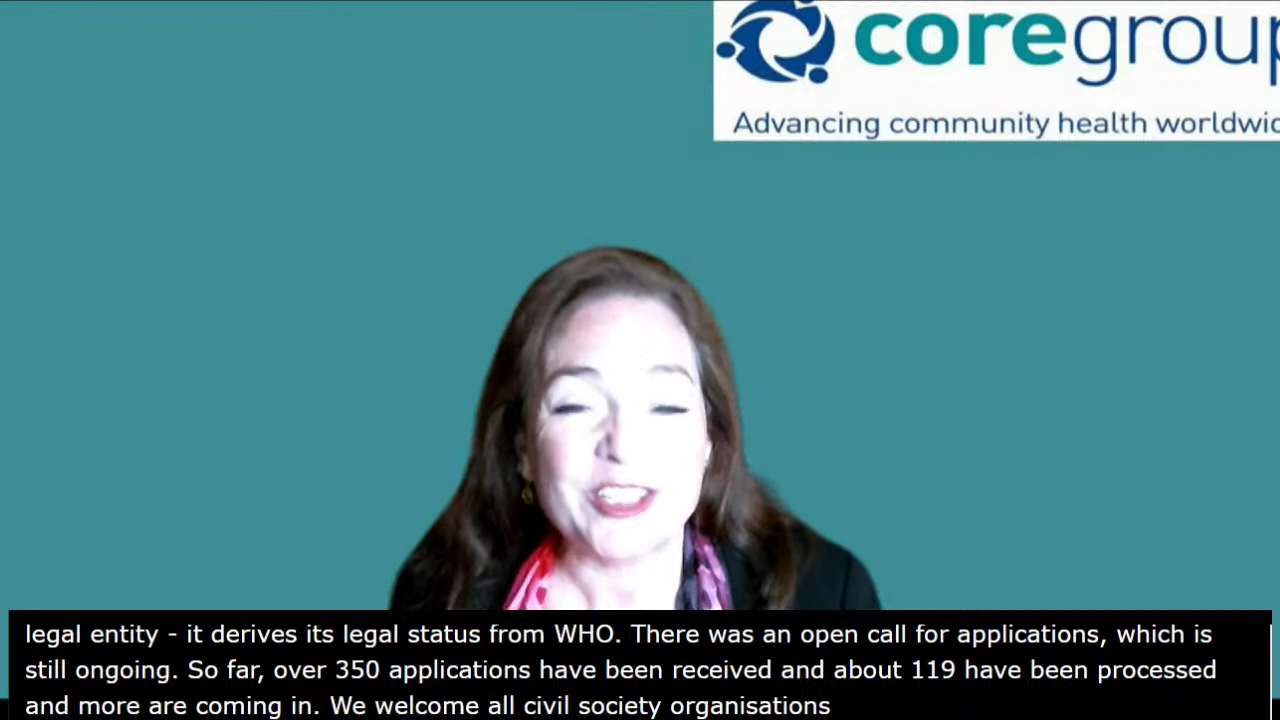 coregroup
Advancing community health worldwid
legal entity - it derives its legal status from WHO. There was an open call for applications, which is
still ongoing. So far, over 350 applications have been received and about 119 have been processed
and more are coming in. We welcome all civil society organisations